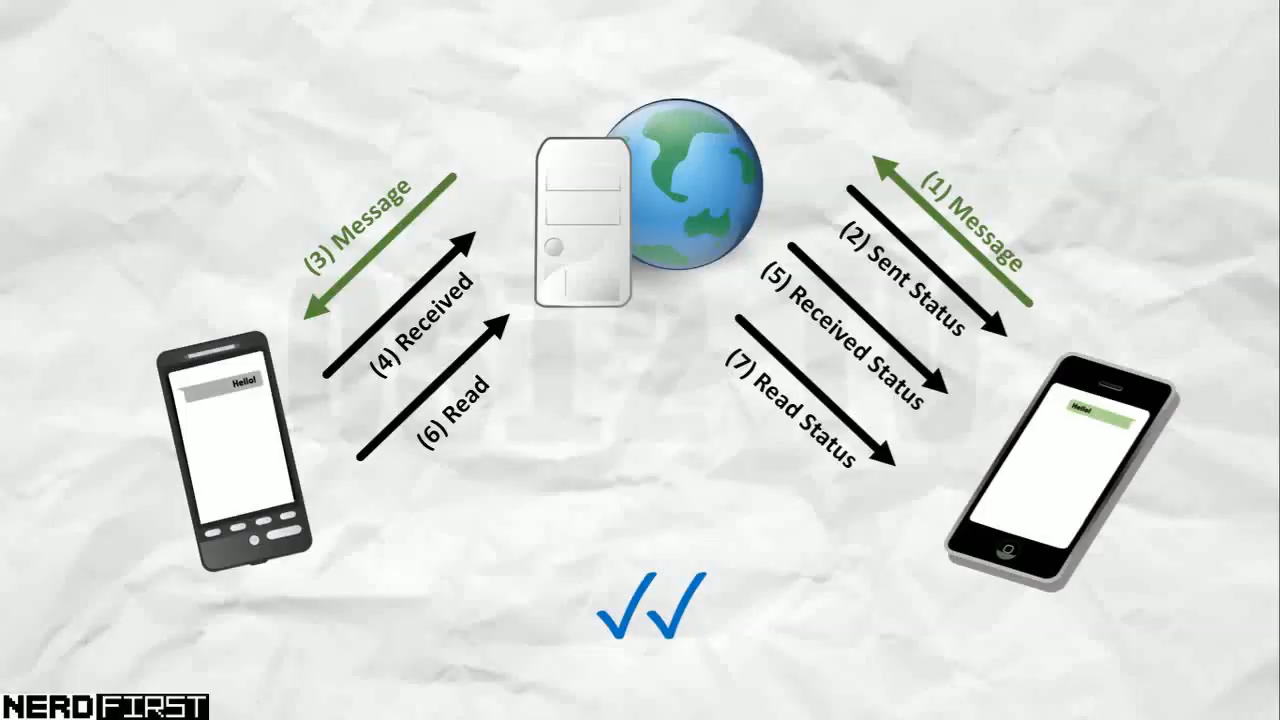 (1) Message
(2) Sent Status
(3) Message
(4) Received
(5) Received Status
(6) Read
(7) Read Status
Hello!
Hello!
NERDFIRST